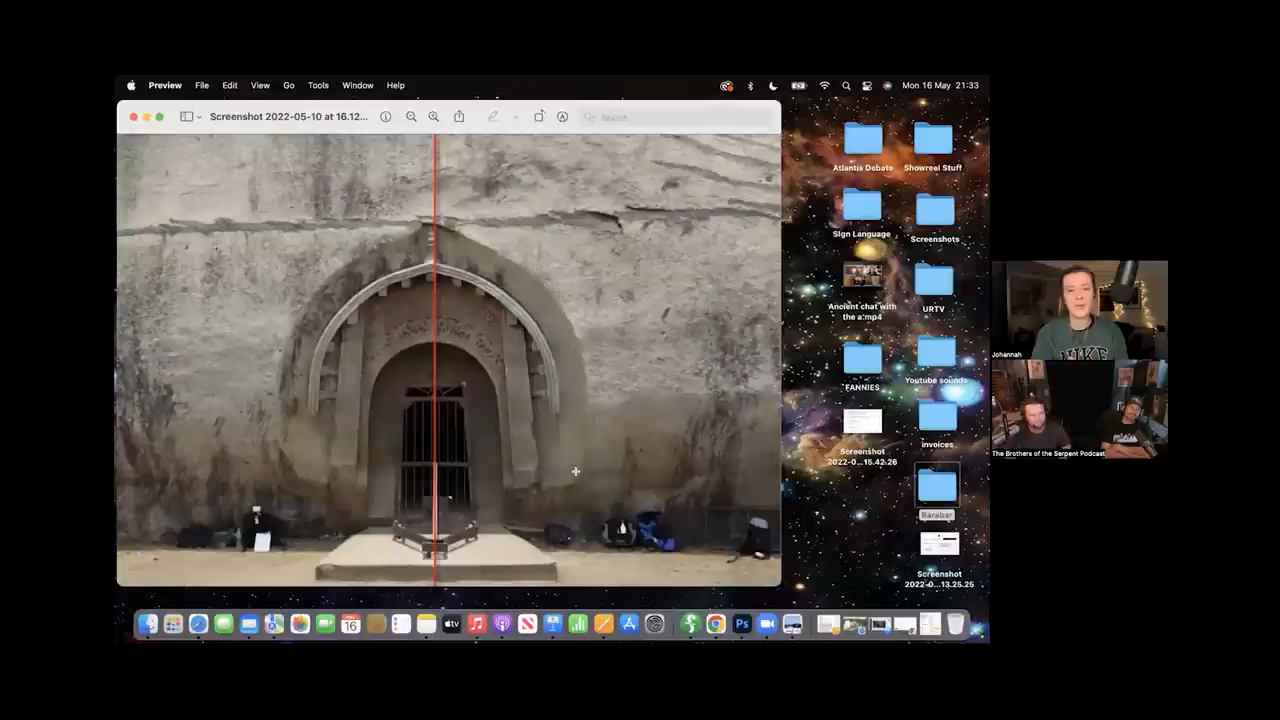 Preview File Edit View Go Tools Window Help Mon 16 May 21:33
Screenshot 2022-05-10 at 16.12... Search
Atlantis Debate
Showreel Stuff
Sign Language
Screenshots
Ancient chat with
the a.mp4
URTV
FANNIES
Youtube sounds
Screenshot
2022-0...15.42.26
invoices
Barabar
Screenshot
2022-0...13.25.25
16
tv
Ps
Johannah
The Brothers of the Serpent Podcast